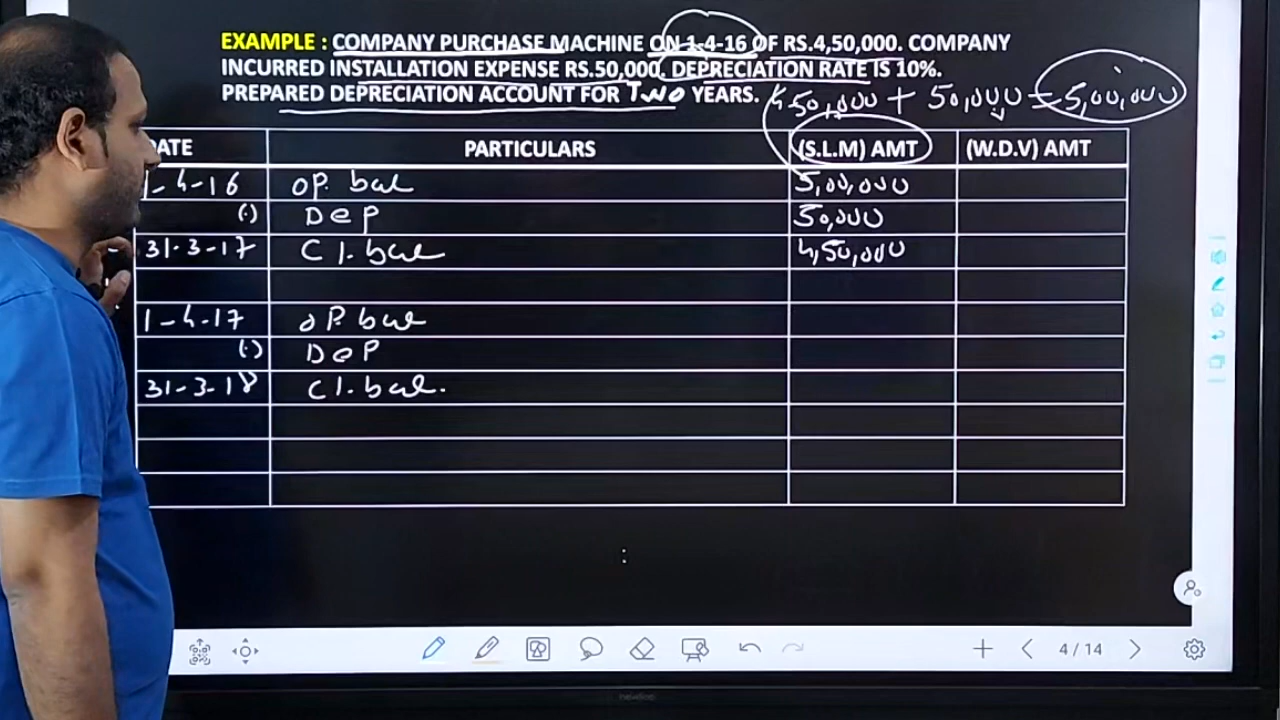 EXAMPLE : COMPANY PURCHASE MACHINE ON 1-4-16 OF RS.4,50,000. COMPANY
INCURRED INSTALLATION EXPENSE RS.50,000. DEPRECIATION RATE IS 10%.
PREPARED DEPRECIATION ACCOUNT FOR TWO YEARS. 450,000 + 50,000 = 5,00,000
DATE PARTICULARS (S.L.M) AMT (W.D.V) AMT
1-4-16 OP. bal 5,00,000
(-) Dep 50,000
31-3-17 Cl. bal 4,50,000
1-4-17 OP. bal
(-) Dep
31-3-18 Cl. bal.
4 / 14